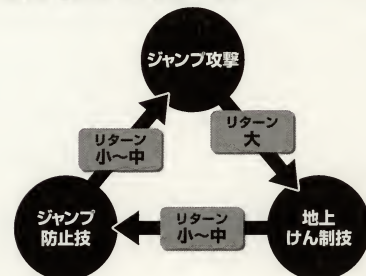 ジャンプ攻撃
リターン
小～中
リターン
大
ジャンプ
防止技
リターン
小～中
地上
けん制技